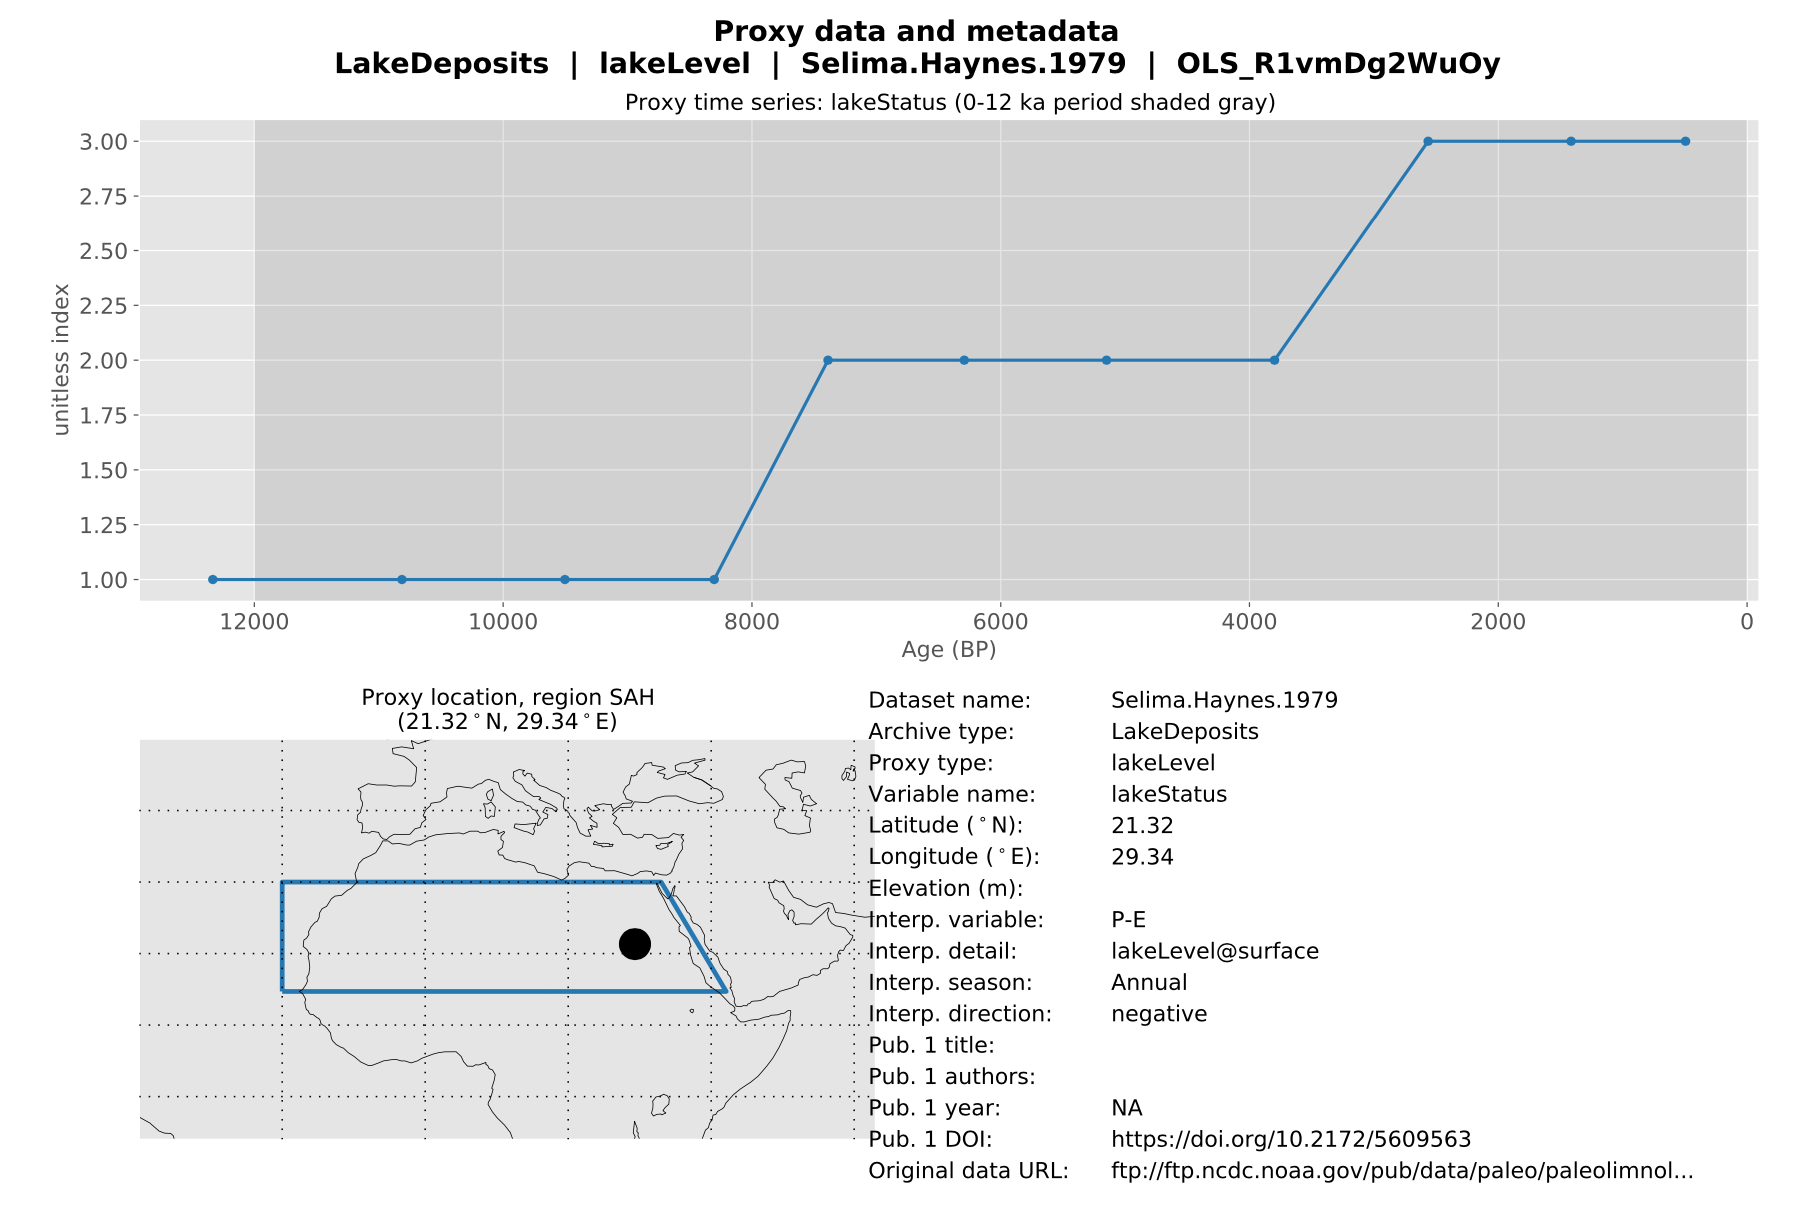 Proxy data and metadata
LakeDeposits | lakeLevel | Selima.Haynes.1979 | OLS_R1vmDg2WuOy
Proxy time series: lakeStatus (0-12 ka period shaded gray)
3.00
2.75
2.50
2.25
2.00
1.75
1.50
1.25
1.00
unitless index
12000 10000 8000 6000 4000 2000 0
Age (BP)
Proxy location, region SAH
(21.32°N, 29.34°E)
Dataset name: Selima.Haynes.1979
Archive type: LakeDeposits
Proxy type: lakeLevel
Variable name: lakeStatus
Latitude (°N): 21.32
Longitude (°E): 29.34
Elevation (m):
Interp. variable: P-E
Interp. detail: lakeLevel@surface
Interp. season: Annual
Interp. direction: negative
Pub. 1 title:
Pub. 1 authors:
Pub. 1 year: NA
Pub. 1 DOI: https://doi.org/10.2172/5609563
Original data URL: ftp://ftp.ncdc.noaa.gov/pub/data/paleo/paleolimnol...